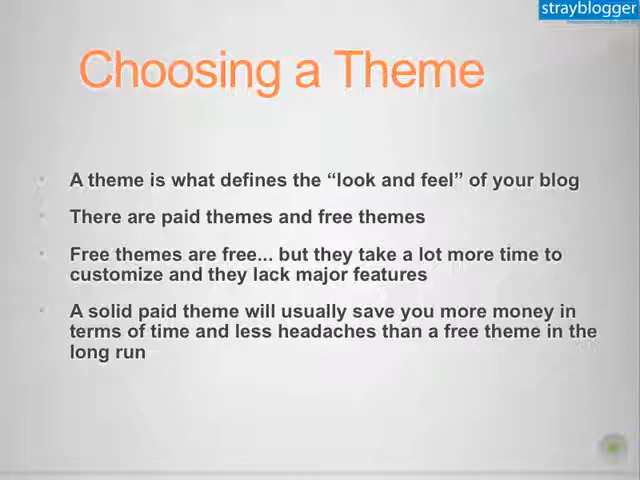 strayblogger
Choosing a Theme
A theme is what defines the “look and feel” of your blog
There are paid themes and free themes
Free themes are free... but they take a lot more time to
customize and they lack major features
A solid paid theme will usually save you more money in
terms of time and less headaches than a free theme in the
long run